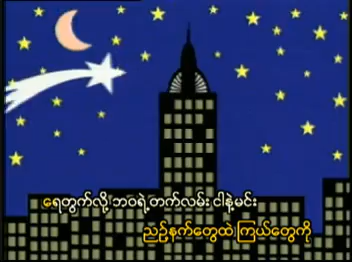 ရေတွက်လို့ ဘဝရဲ့တက်လမ်း ငါနဲ့မင်း
ညဉ့်နက်တွေထဲ ကြယ်တွေကို